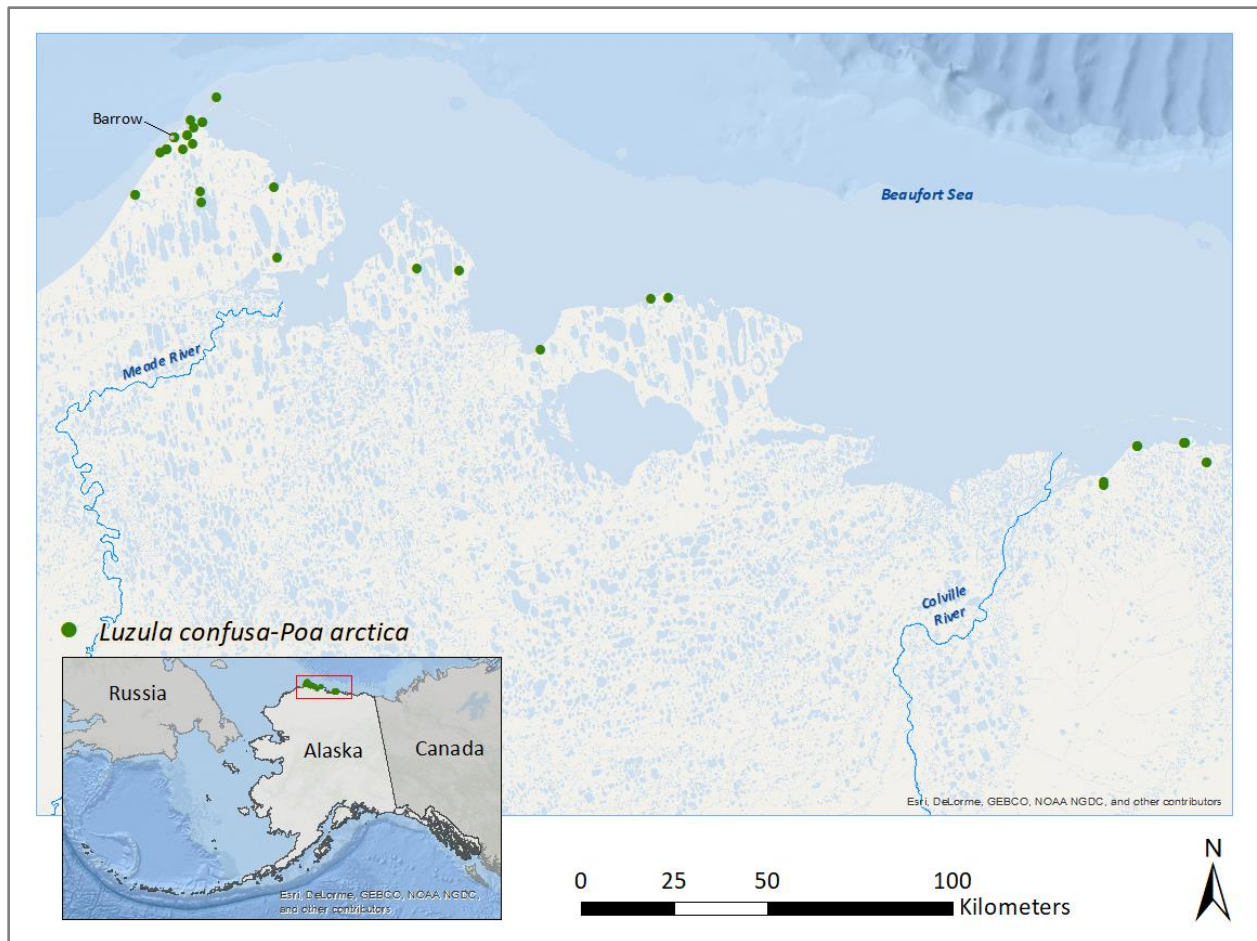 Barrow
Beaufort Sea
Meade River
Colville
River
Luzula confusa-Poa arctica
Esri, DeLorme, GEBCO, NOAA NGDC, and other contributors
Russia
Alaska
Canada
Esri, DeLorme, GEBCO, NOAA NGDC,
and other contributors
N
0 25 50 100
Kilometers